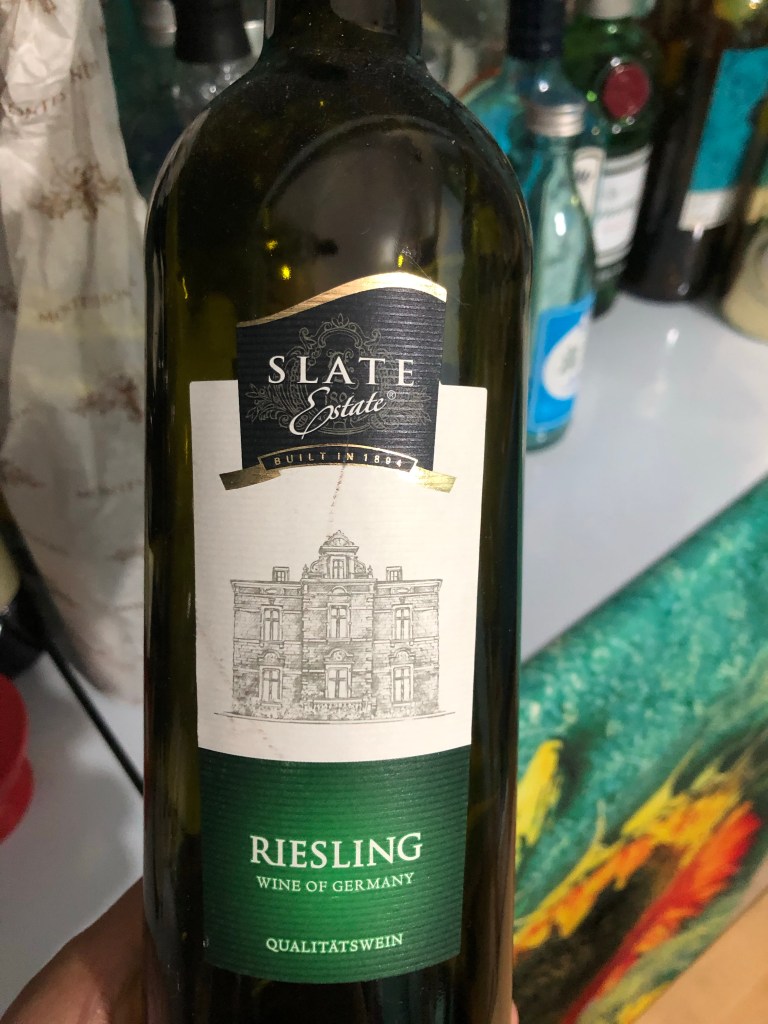 SLATE
Estate®
BUILT IN 1894
RIESLING
WINE OF GERMANY
QUALITÄTSWEIN